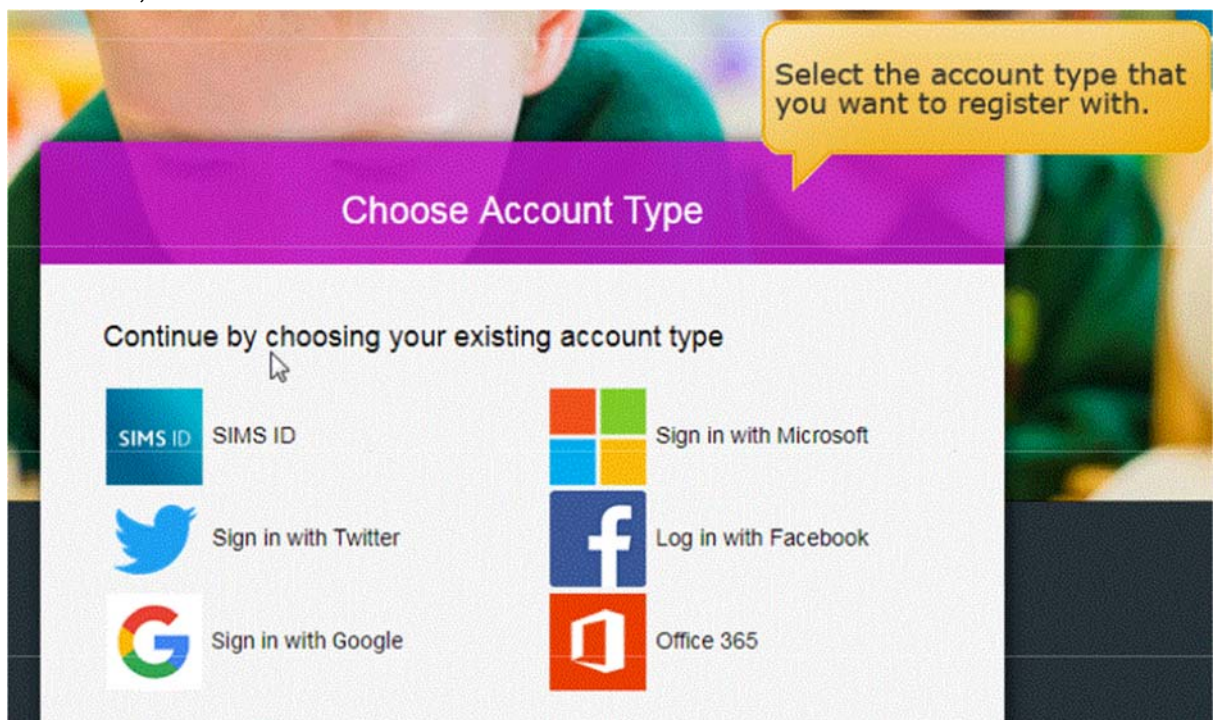 Select the account type that
you want to register with.
Choose Account Type
Continue by choosing your existing account type
SIMS ID SIMS ID
Sign in with Microsoft
Sign in with Twitter
Log in with Facebook
Sign in with Google
Office 365